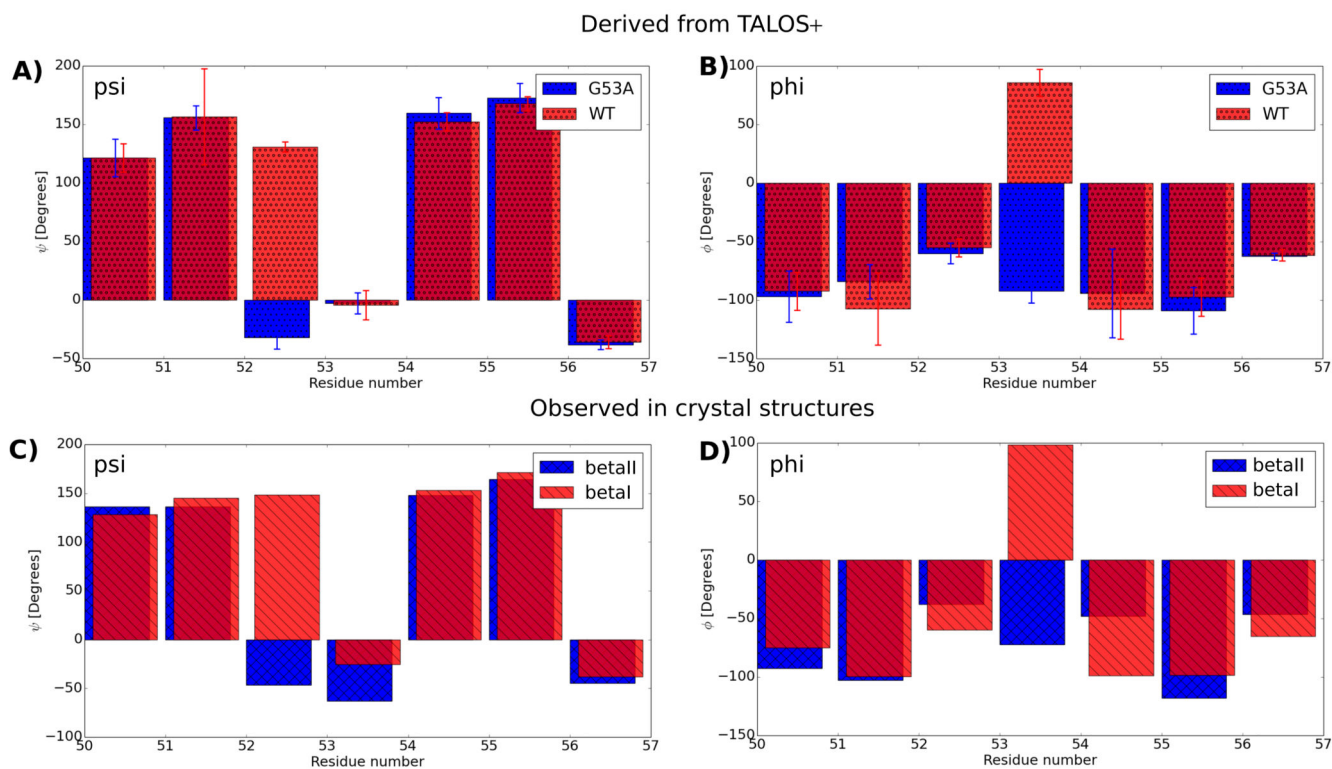 Derived from TALOS+
A)
psi
G53A
WT
200
150
100
50
0
−50
ψ [Degrees]
50 51 52 53 54 55 56 57
Residue number
B)
phi
G53A
WT
100
50
0
−50
−100
−150
ϕ [Degrees]
50 51 52 53 54 55 56 57
Residue number
Observed in crystal structures
C)
psi
betaII
betaI
200
150
100
50
0
−50
−100
ψ [Degrees]
50 51 52 53 54 55 56 57
Residue number
D)
phi
betaII
betaI
100
50
0
−50
−100
−150
ϕ [Degrees]
50 51 52 53 54 55 56 57
Residue number